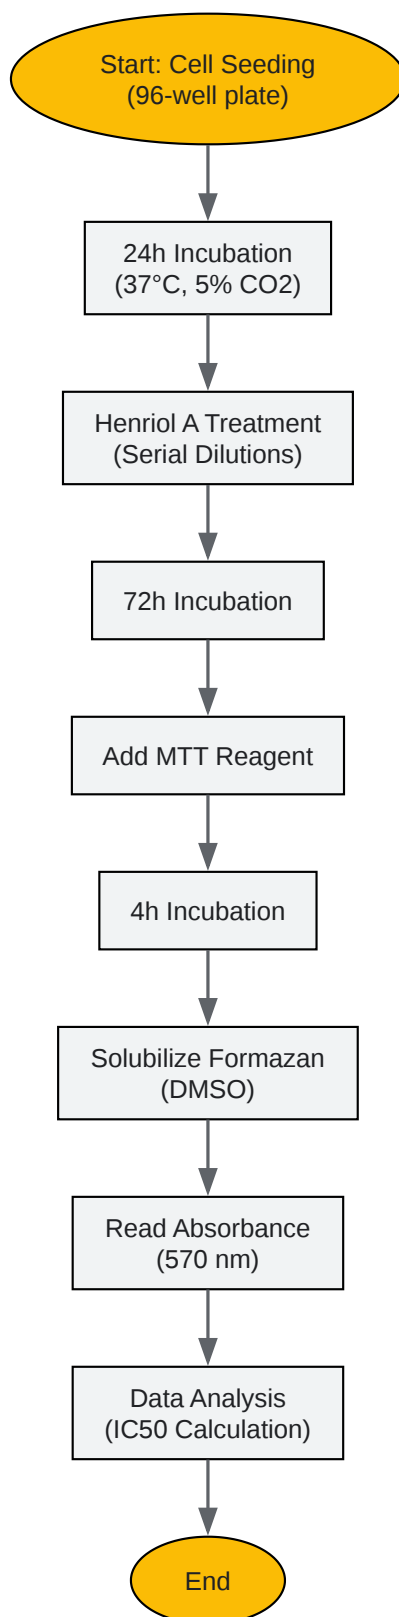 Start: Cell Seeding
(96-well plate)
24h Incubation
(37°C, 5% CO2)
Henriol A Treatment
(Serial Dilutions)
72h Incubation
Add MTT Reagent
4h Incubation
Solubilize Formazan
(DMSO)
Read Absorbance
(570 nm)
Data Analysis
(IC50 Calculation)
End